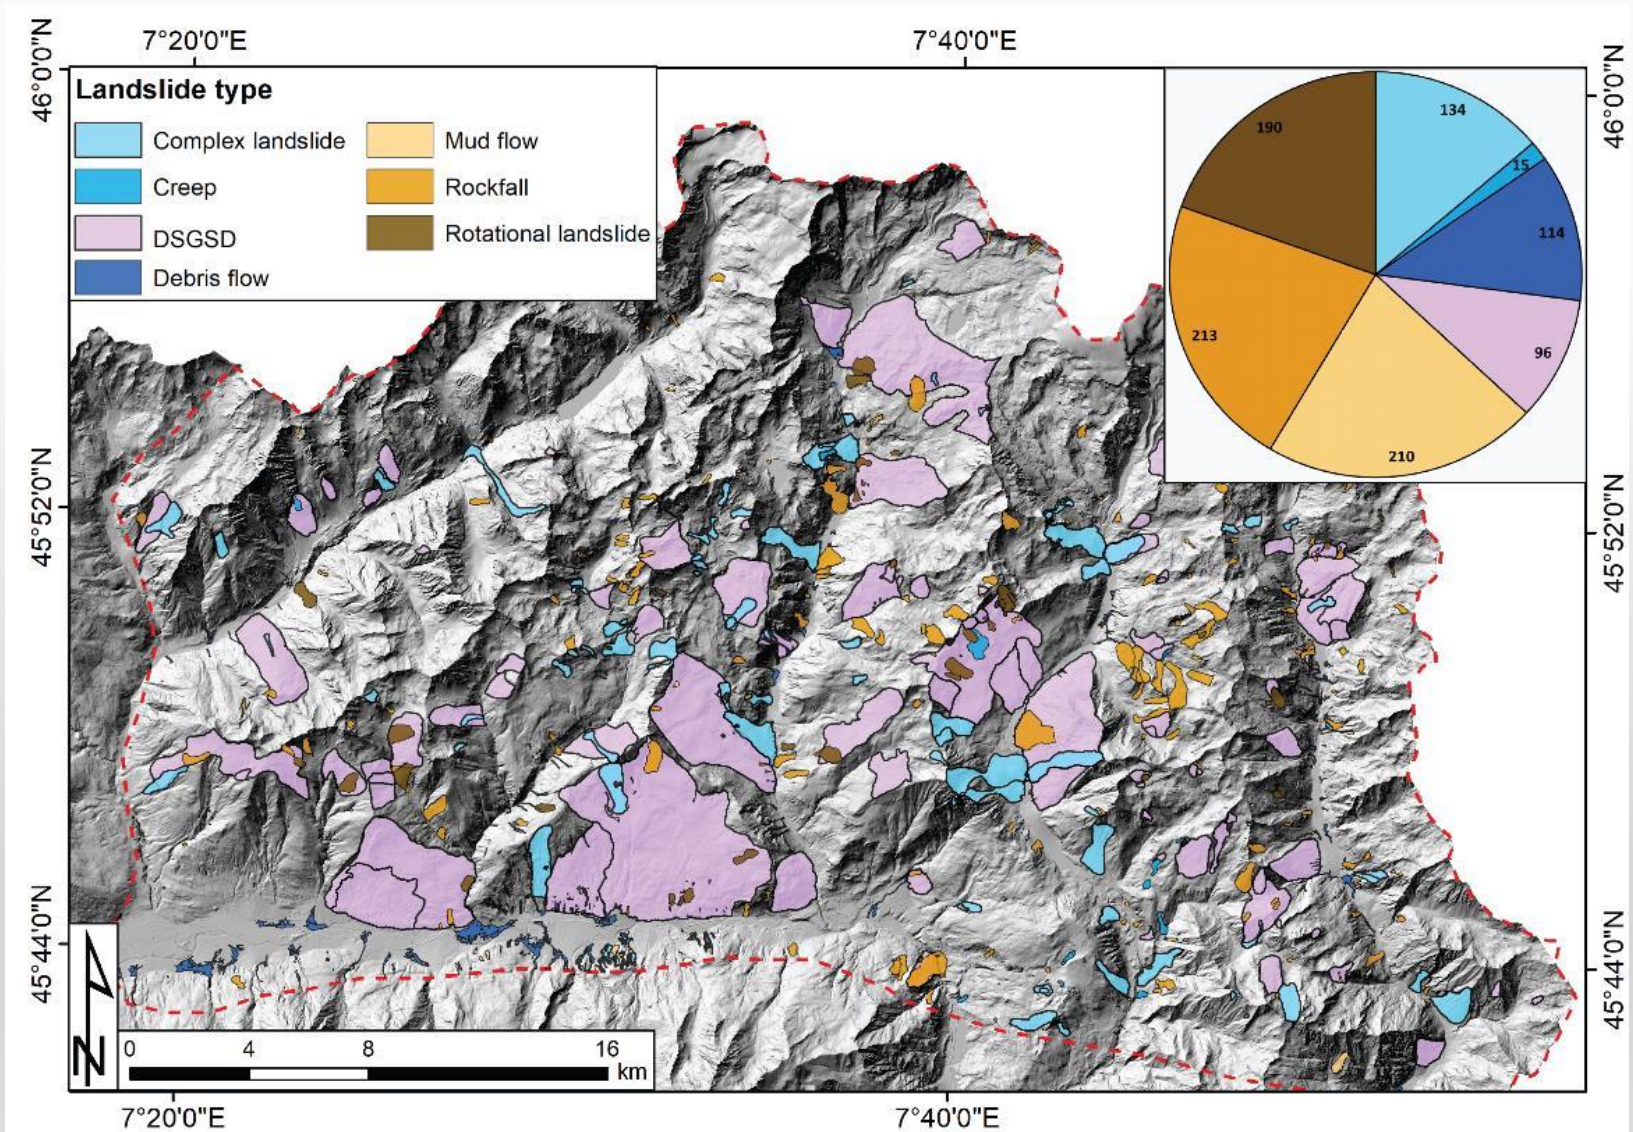 7°20'0"E
7°40'0"E
46°0'0"N
46°0'0"N
Landslide type
Complex landslide
Mud flow
Creep
Rockfall
DSGSD
Rotational landslide
Debris flow
134
15
114
96
210
213
190
45°52'0"N
45°52'0"N
45°44'0"N
45°44'0"N
N
0 4 8 16
km
7°20'0"E
7°40'0"E